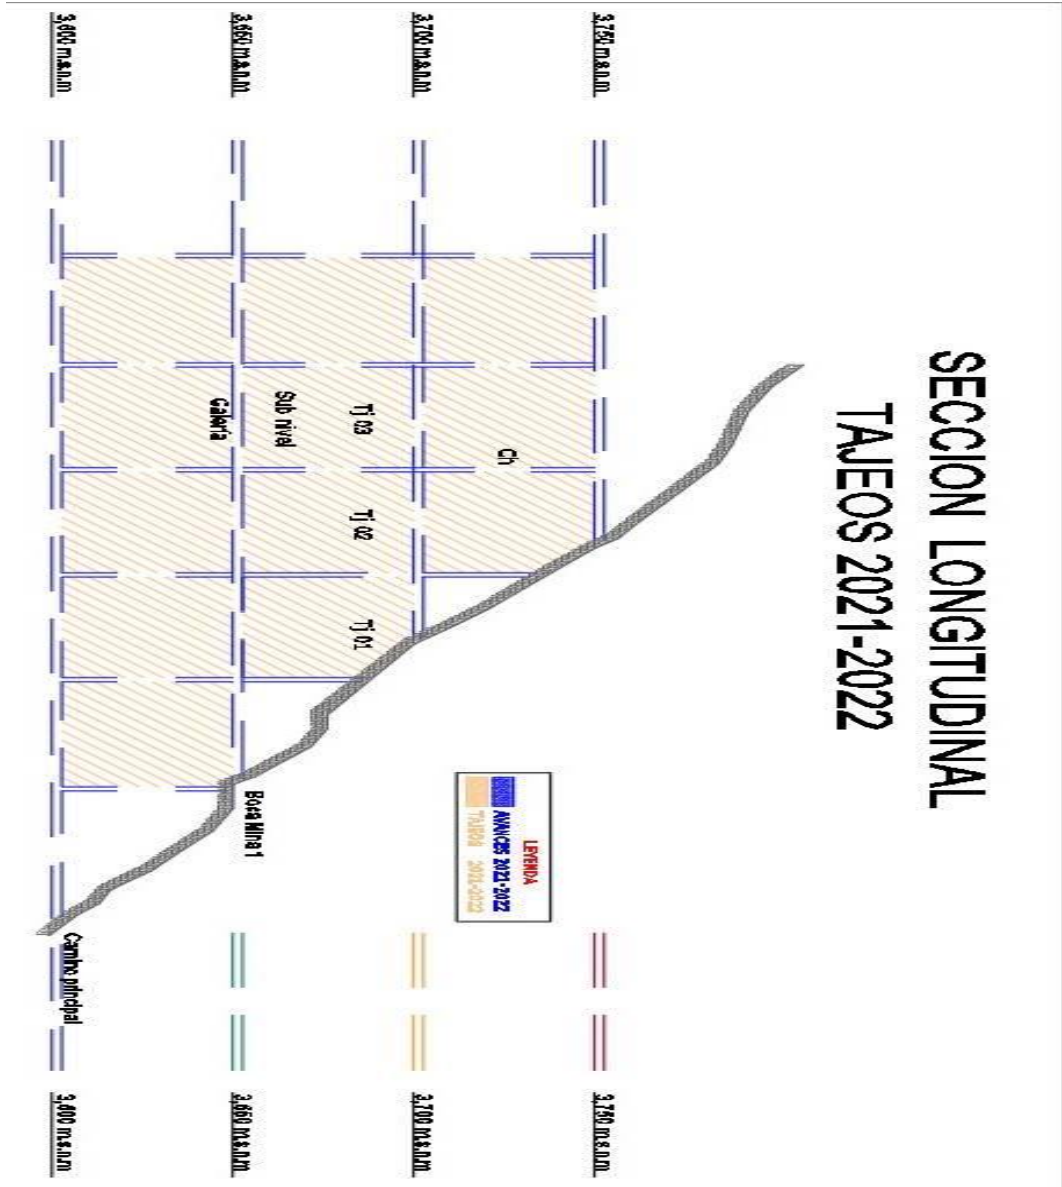 SECCION LONGITUDINAL
TAJEOS 2021-2022
3,750 m.s.n.m
3,750 m.s.n.m
Ch
3,700 m.s.n.m
3,700 m.s.n.m
Tj 03
Tj 02
Tj 01
Sub nivel
LEYENDA
AVANCES 2021-2022
TAJEOS 2021-2022
3,650 m.s.n.m
3,650 m.s.n.m
Galería
Boca Mina 1
3,600 m.s.n.m
3,600 m.s.n.m
Camino principal